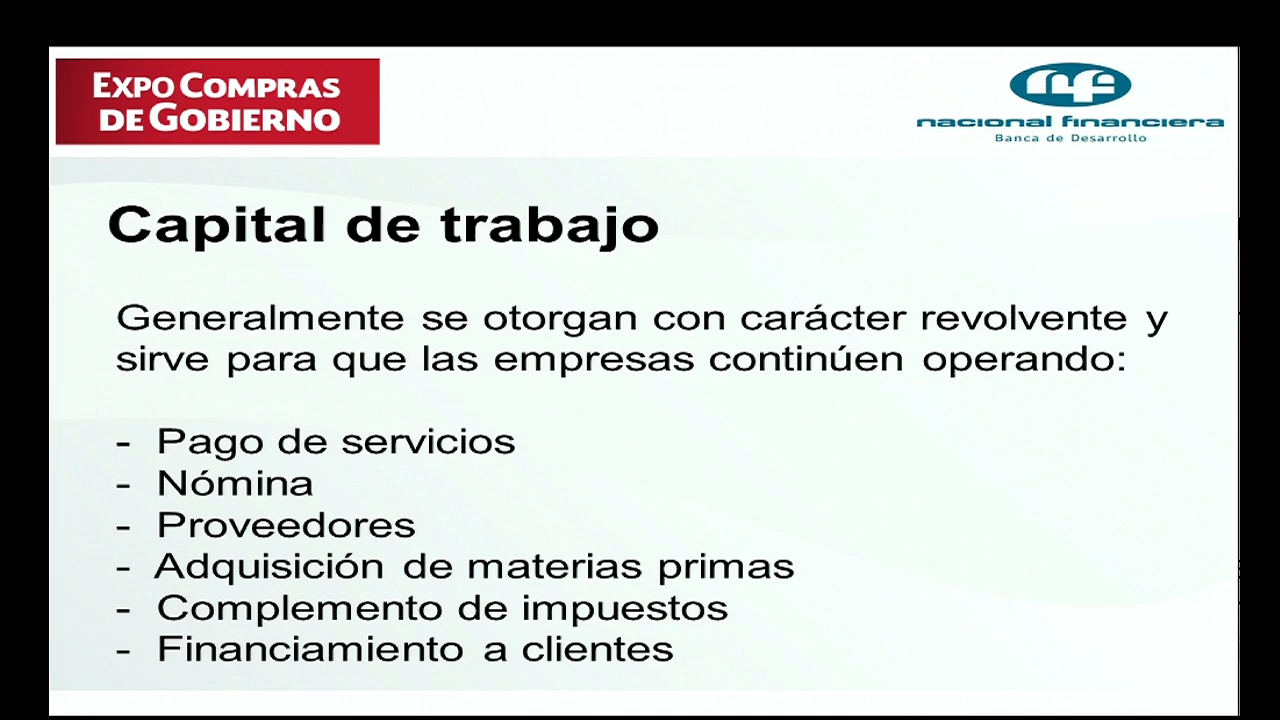 EXPO COMPRAS
DE GOBIERNO
nf
nacional financiera
Banca de Desarrollo
Capital de trabajo
Generalmente se otorgan con carácter revolvente y
sirve para que las empresas continúen operando:
- Pago de servicios
- Nómina
- Proveedores
- Adquisición de materias primas
- Complemento de impuestos
- Financiamiento a clientes